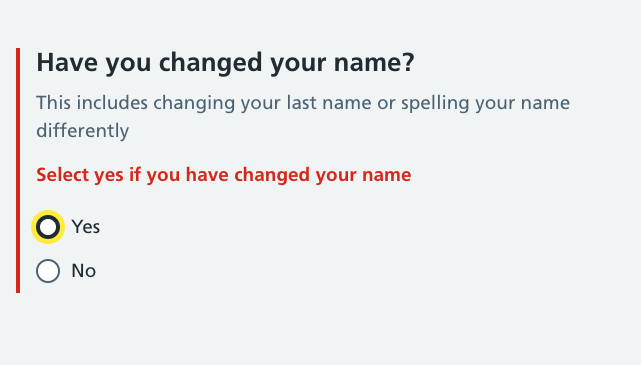 Have you changed your name?
This includes changing your last name or spelling your name
differently
Select yes if you have changed your name
Yes
No